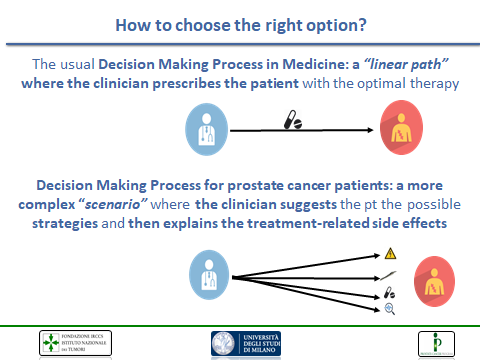 How to choose the right option?
The usual Decision Making Process in Medicine: a “linear path”
where the clinician prescribes the patient with the optimal therapy
Decision Making Process for prostate cancer patients: a more
complex “scenario” where the clinician suggests the pt the possible
strategies and then explains the treatment-related side effects
FONDAZIONE IRCCS
ISTITUTO NAZIONALE
DEI TUMORI
UNIVERSITÀ
DEGLI STUDI
DI MILANO